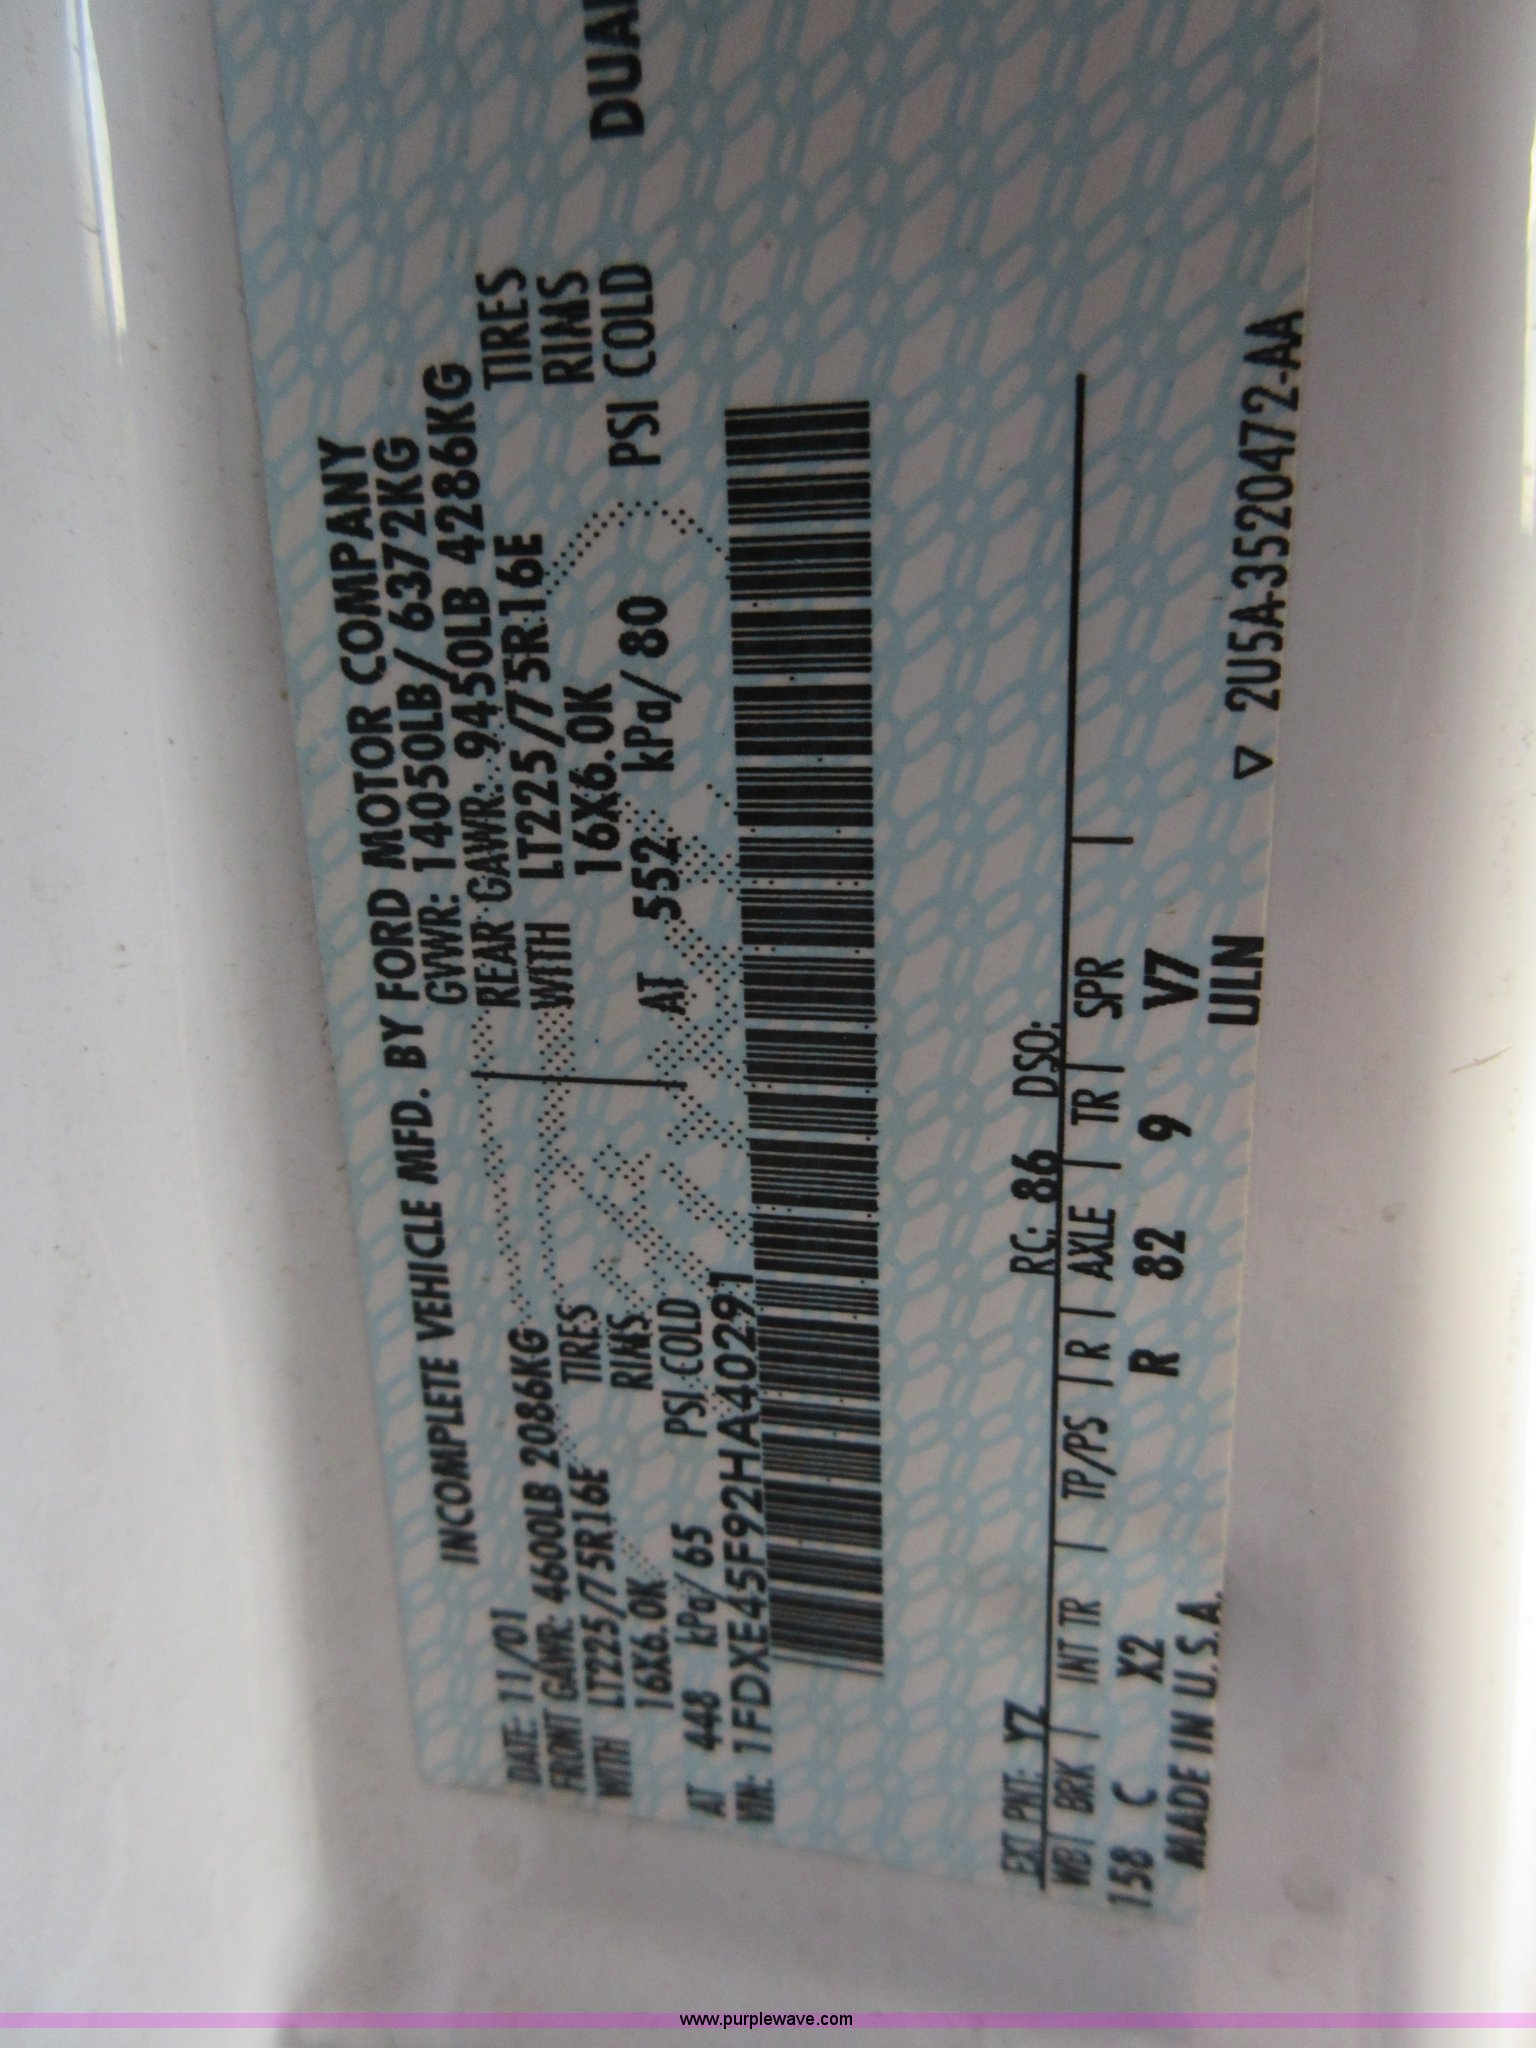 INCOMPLETE VEHICLE MFD. BY FORD MOTOR COMPANY
DATE: 11/01 GVWR: 14050LB/ 6372KG
FRONT GAWR: 4600LB 2086KG REAR GAWR: 9450LB 4286KG
WITH LT225/75R16E TIRES WITH LT225/75R16E TIRES
16X6.0K RIMS 16X6.0K RIMS
AT 448 kPa/ 65 PSI COLD AT 552 kPa/ 80 PSI COLD
DUAL
VIN: 1FDXE45F92HA40291
EXT PNT: YZ RC: 86 DSO:
WB | BRK | INT TR | TP/PS | R | AXLE | TR | SPR |
158 C X2 R 82 9 V7
MADE IN U.S.A. ULN
▽ 2U5A-3520472-AA
www.purplewave.com